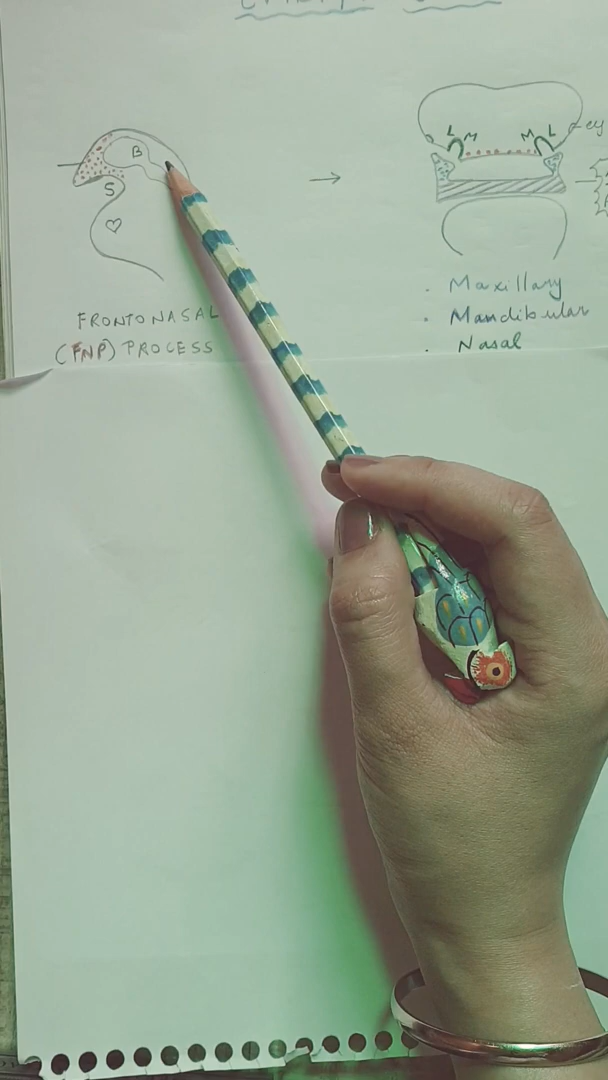 B
S
FRONTONASAL
(FNP) PROCESS
L M M L
. Maxillary
. Mandibular
. Nasal